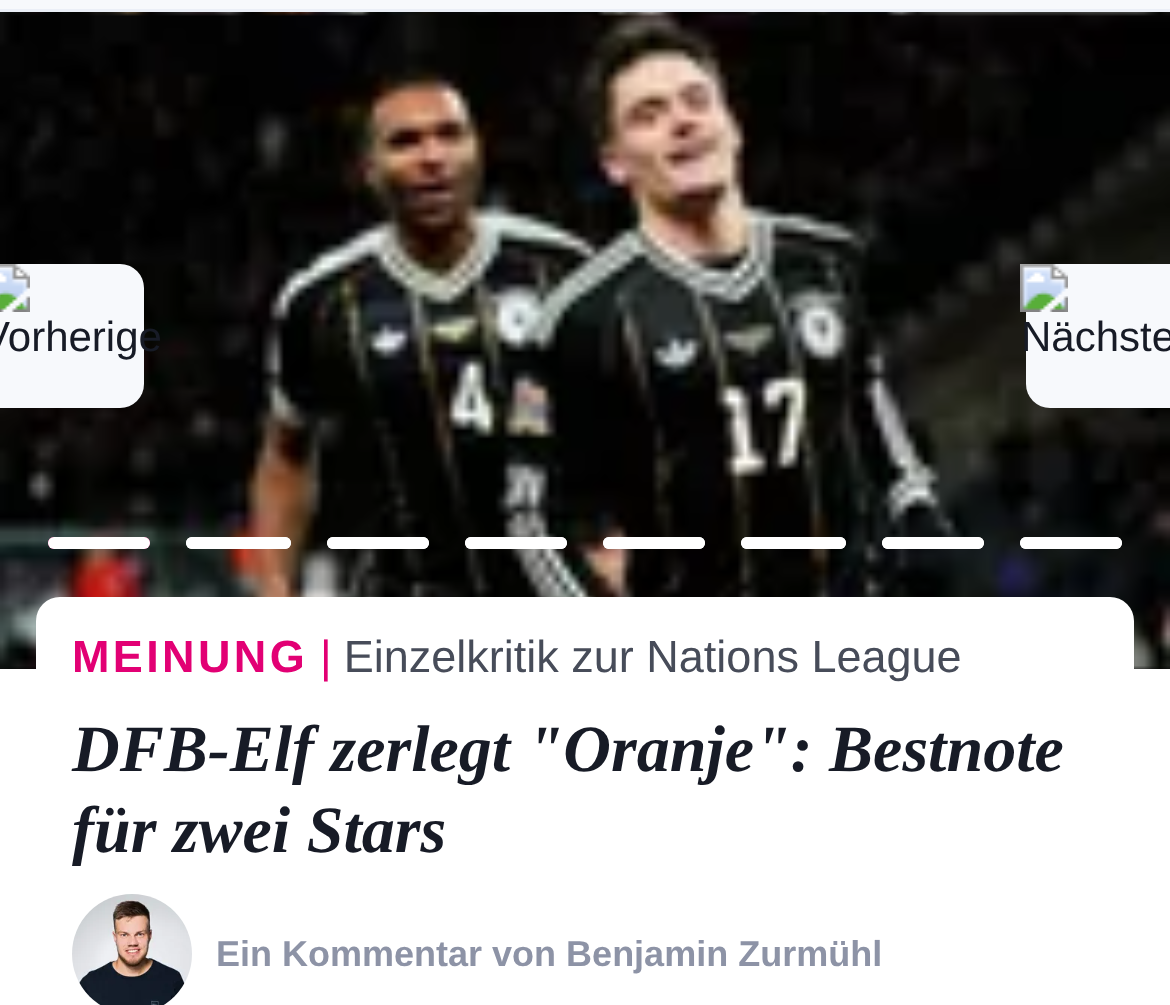 Vorherige
Nächste
4
17
MEINUNG | Einzelkritik zur Nations League
DFB-Elf zerlegt "Oranje": Bestnote
für zwei Stars
Ein Kommentar von Benjamin Zurmühl